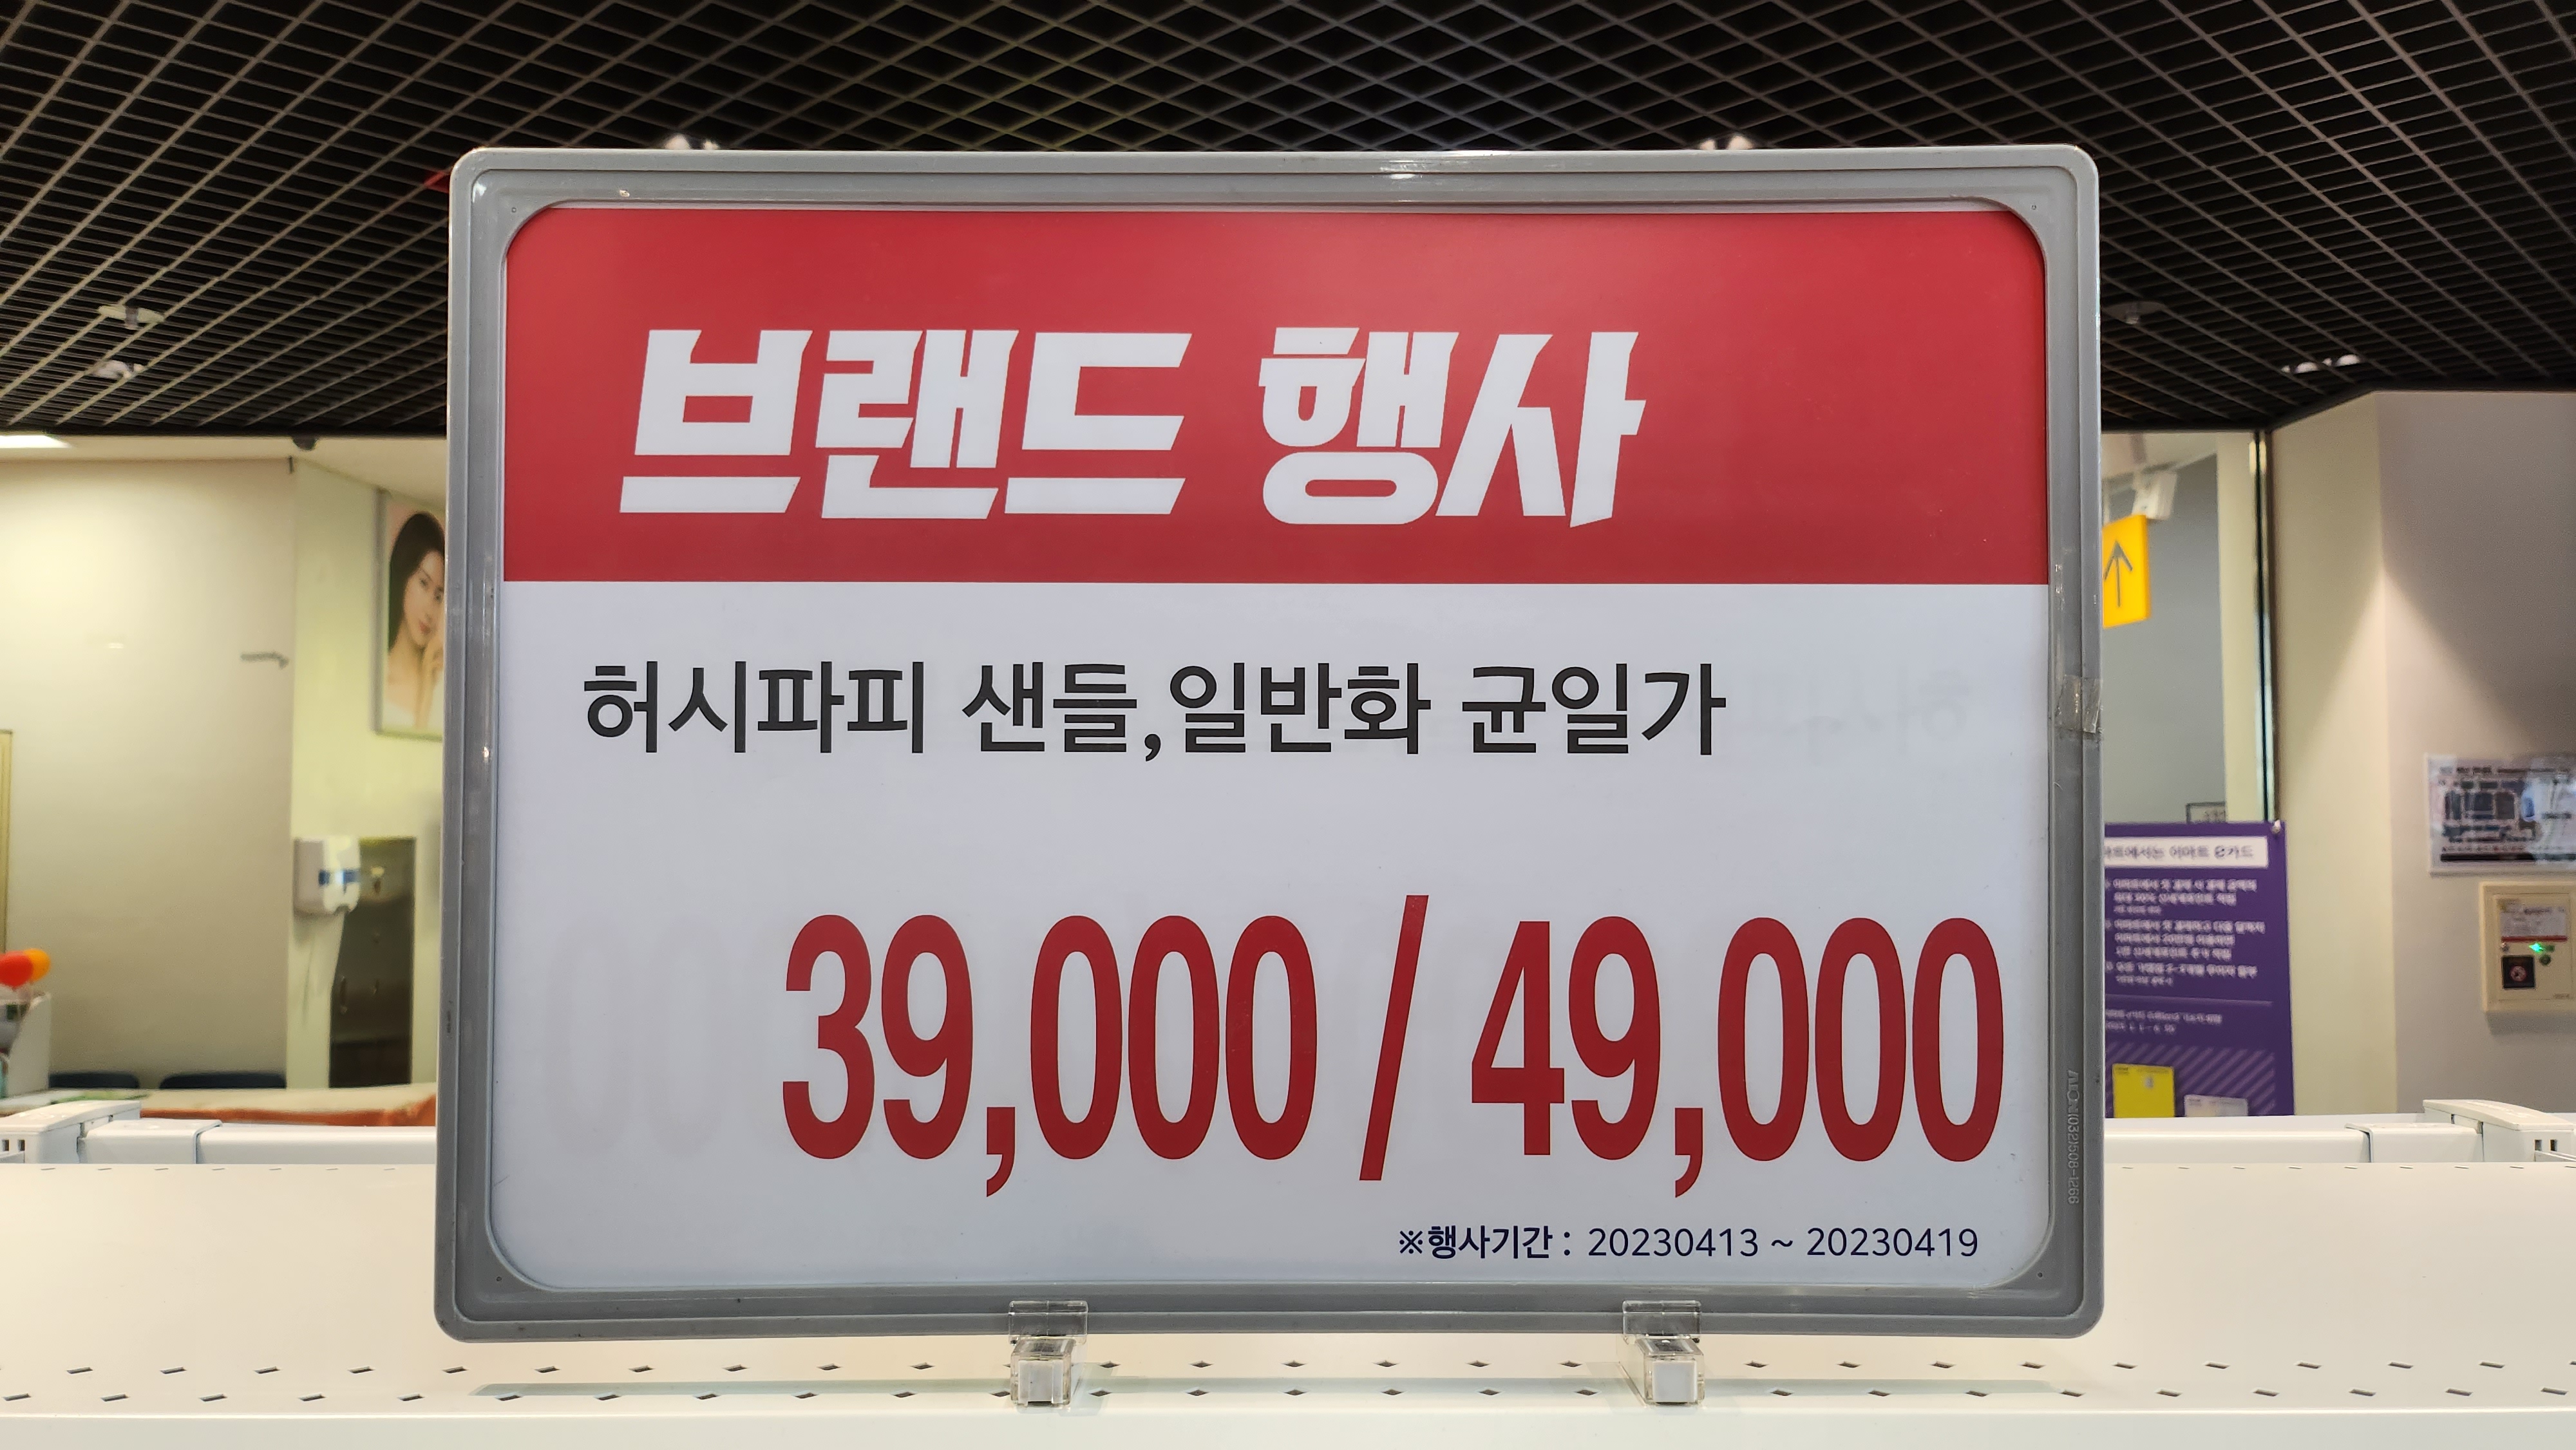 브랜드 행사
허시파피 샌들,일반화 균일가
39,000 / 49,000
※행사기간 : 20230413 ~ 20230419